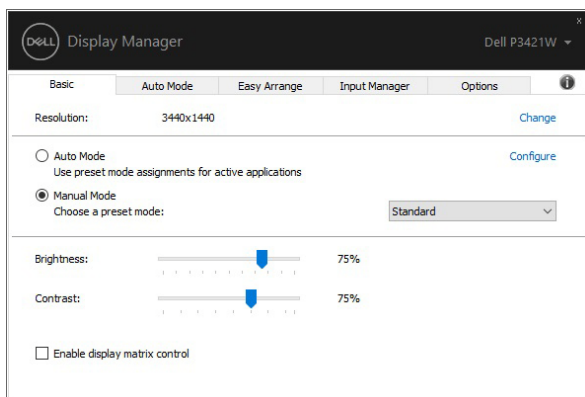 DELL Display Manager Dell P3421W
x
Basic Auto Mode Easy Arrange Input Manager Options i
Resolution: 3440x1440 Change
Auto Mode Configure
Use preset mode assignments for active applications
Manual Mode
Choose a preset mode: Standard
Brightness: 75%
Contrast: 75%
Enable display matrix control